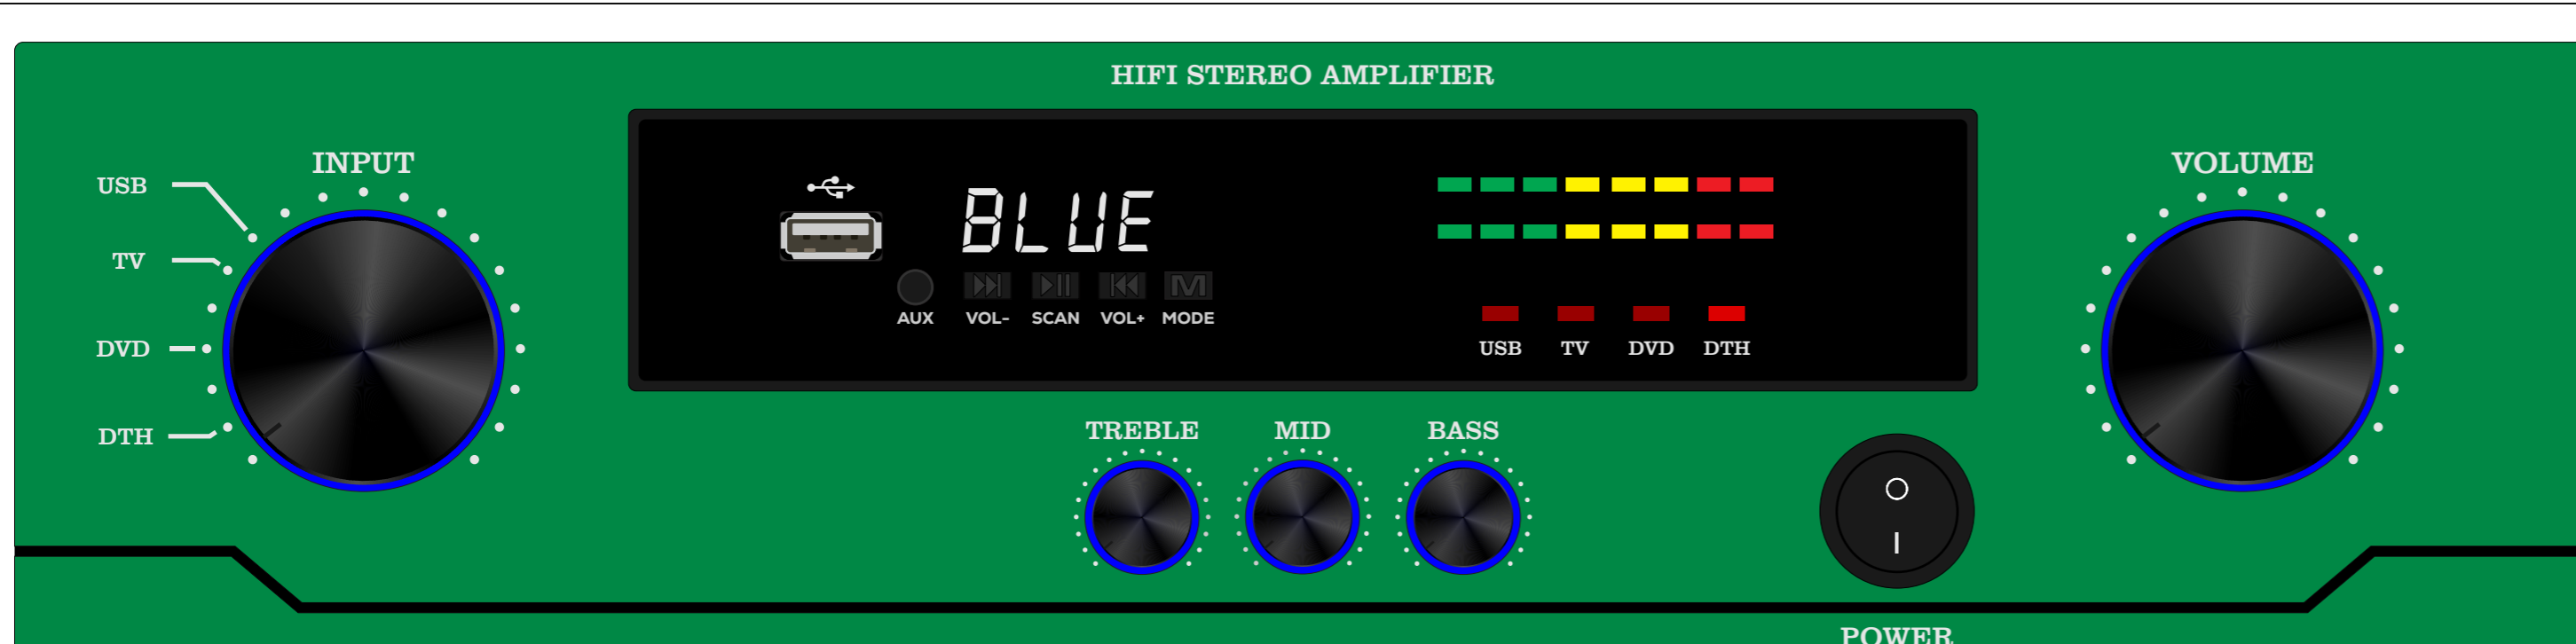 HIFI STEREO AMPLIFIER
INPUT
USB
TV
DVD
DTH
BLUE
AUX VOL- SCAN VOL+ MODE
M
USB TV DVD DTH
VOLUME
TREBLE MID BASS
O
I
POWER